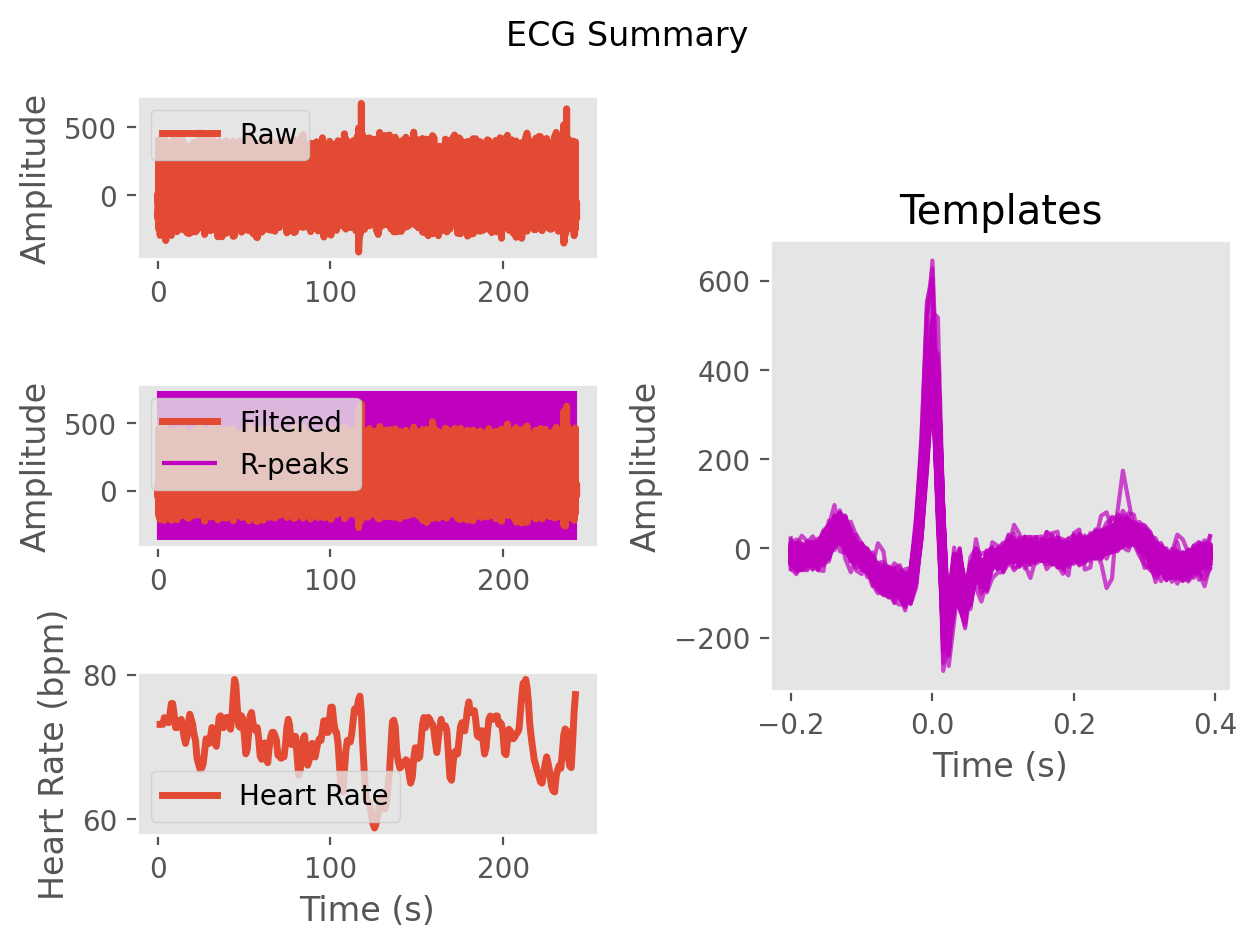 ECG Summary
Amplitude
500
0
Raw
0 100 200
Amplitude
500
0
Filtered
R-peaks
0 100 200
Heart Rate (bpm)
80
60
Heart Rate
0 100 200
Time (s)
Templates
Amplitude
600
400
200
0
−200
−0.2 0.0 0.2 0.4
Time (s)